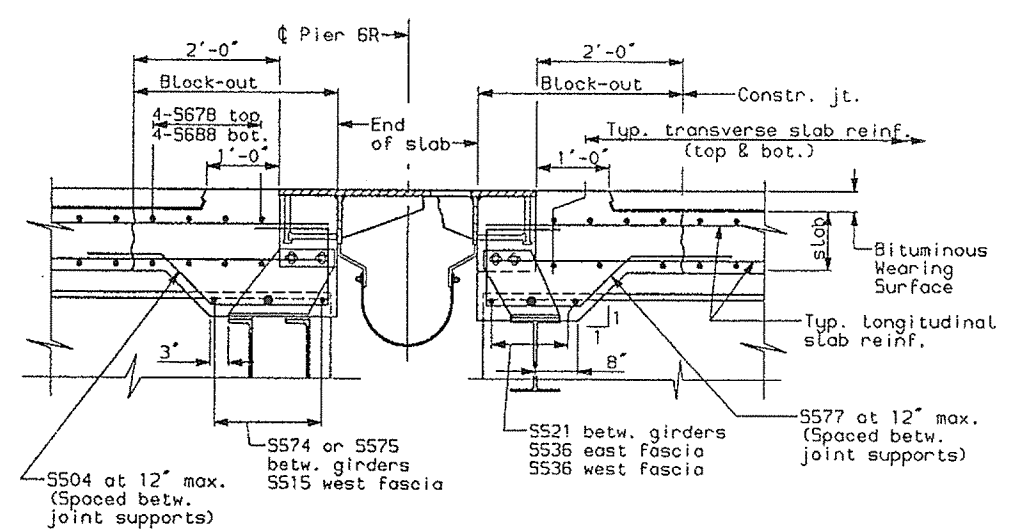 ℄ Pier 6R
2'-0"
2'-0"
Block-out
Block-out
Constr. jt.
4-S678 top
4-S688 bot.
End
of slab
Typ. transverse slab reinf.
(top & bot.)
1'-0"
1'-0"
slab
Bituminous
Wearing
Surface
Typ. Longitudinal
slab reinf.
3"
1
1
8"
S574 or S575
betw. girders
S515 west fascia
S521 betw. girders
S536 east fascia
S536 west fascia
S577 at 12" max.
(Spaced betw.
joint supports)
S504 at 12" max.
(Spaced betw.
joint supports)